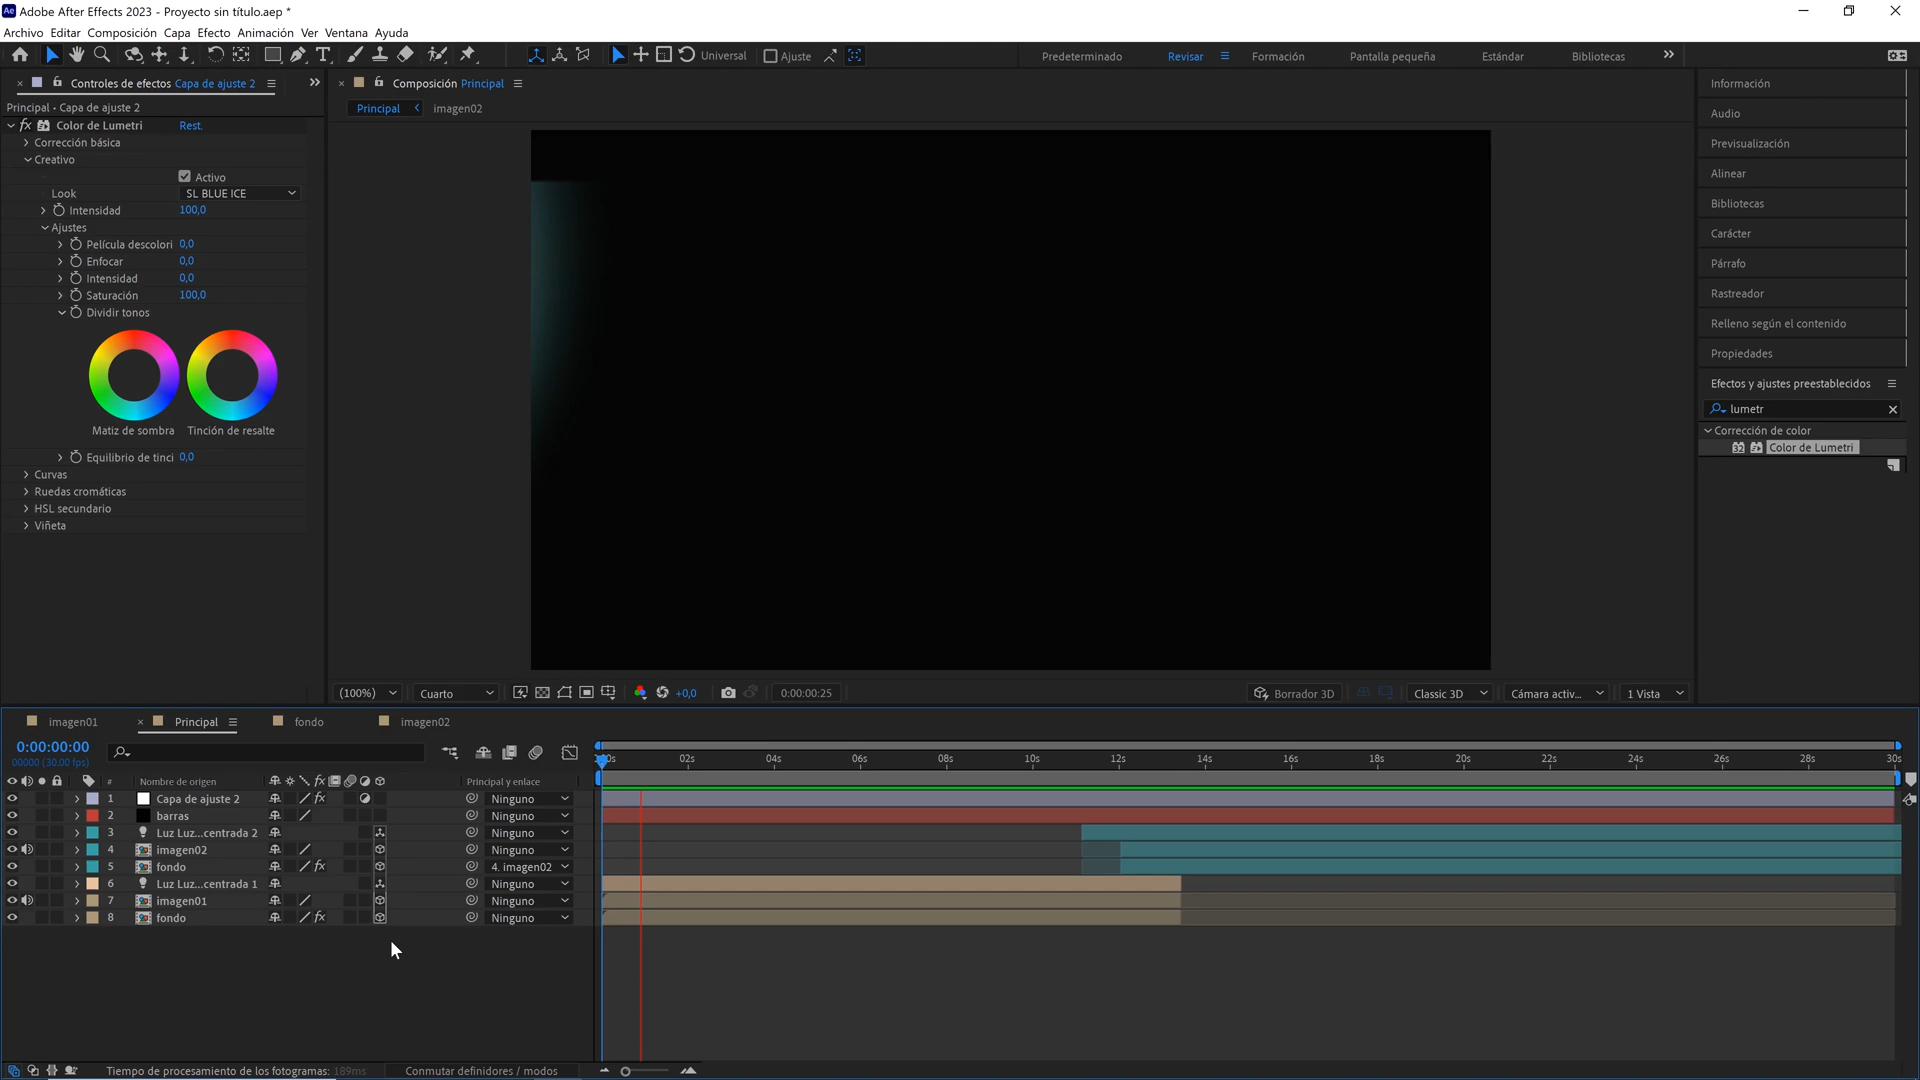 Adobe After Effects 2023 - Proyecto sin título.aep *
Archivo Editar Composición Capa Efecto Animación Ver Ventana Ayuda
Universal Ajuste Predeterminado Revisar Formación Pantalla pequeña Estándar Bibliotecas
Controles de efectos Capa de ajuste 2
Principal • Capa de ajuste 2
fx Color de Lumetri Rest.
Corrección básica
Creativo
Activo
Look SL BLUE ICE
Intensidad 100,0
Ajustes
Película descolori 0,0
Enfocar 0,0
Intensidad 0,0
Saturación 100,0
Dividir tonos
Matiz de sombra Tinción de resalte
Equilibrio de tinci 0,0
Curvas
Ruedas cromáticas
HSL secundario
Viñeta
Composición Principal
Principal imagen02
(100%) Cuarto +0,0 0:00:00:25 Borrador 3D Classic 3D Cámara activ... 1 Vista
Información
Audio
Previsualización
Alinear
Bibliotecas
Carácter
Párrafo
Rastreador
Relleno según el contenido
Propiedades
Efectos y ajustes preestablecidos
lumetr
Corrección de color
32 Color de Lumetri
imagen01 Principal fondo imagen02
0:00:00:00
00000 (30.00 fps)
# Nombre de origen fx Principal y enlace
02s 04s 06s 08s 10s 12s 14s 16s 18s 20s 22s 24s 26s 28s 30s
1 Capa de ajuste 2 fx Ninguno
2 barras Ninguno
3 Luz Luz...centrada 2 Ninguno
4 imagen02 Ninguno
5 fondo fx 4. imagen02
6 Luz Luz...centrada 1 Ninguno
7 imagen01 Ninguno
8 fondo fx Ninguno
Tiempo de procesamiento de los fotogramas: 189ms Conmutar definidores / modos